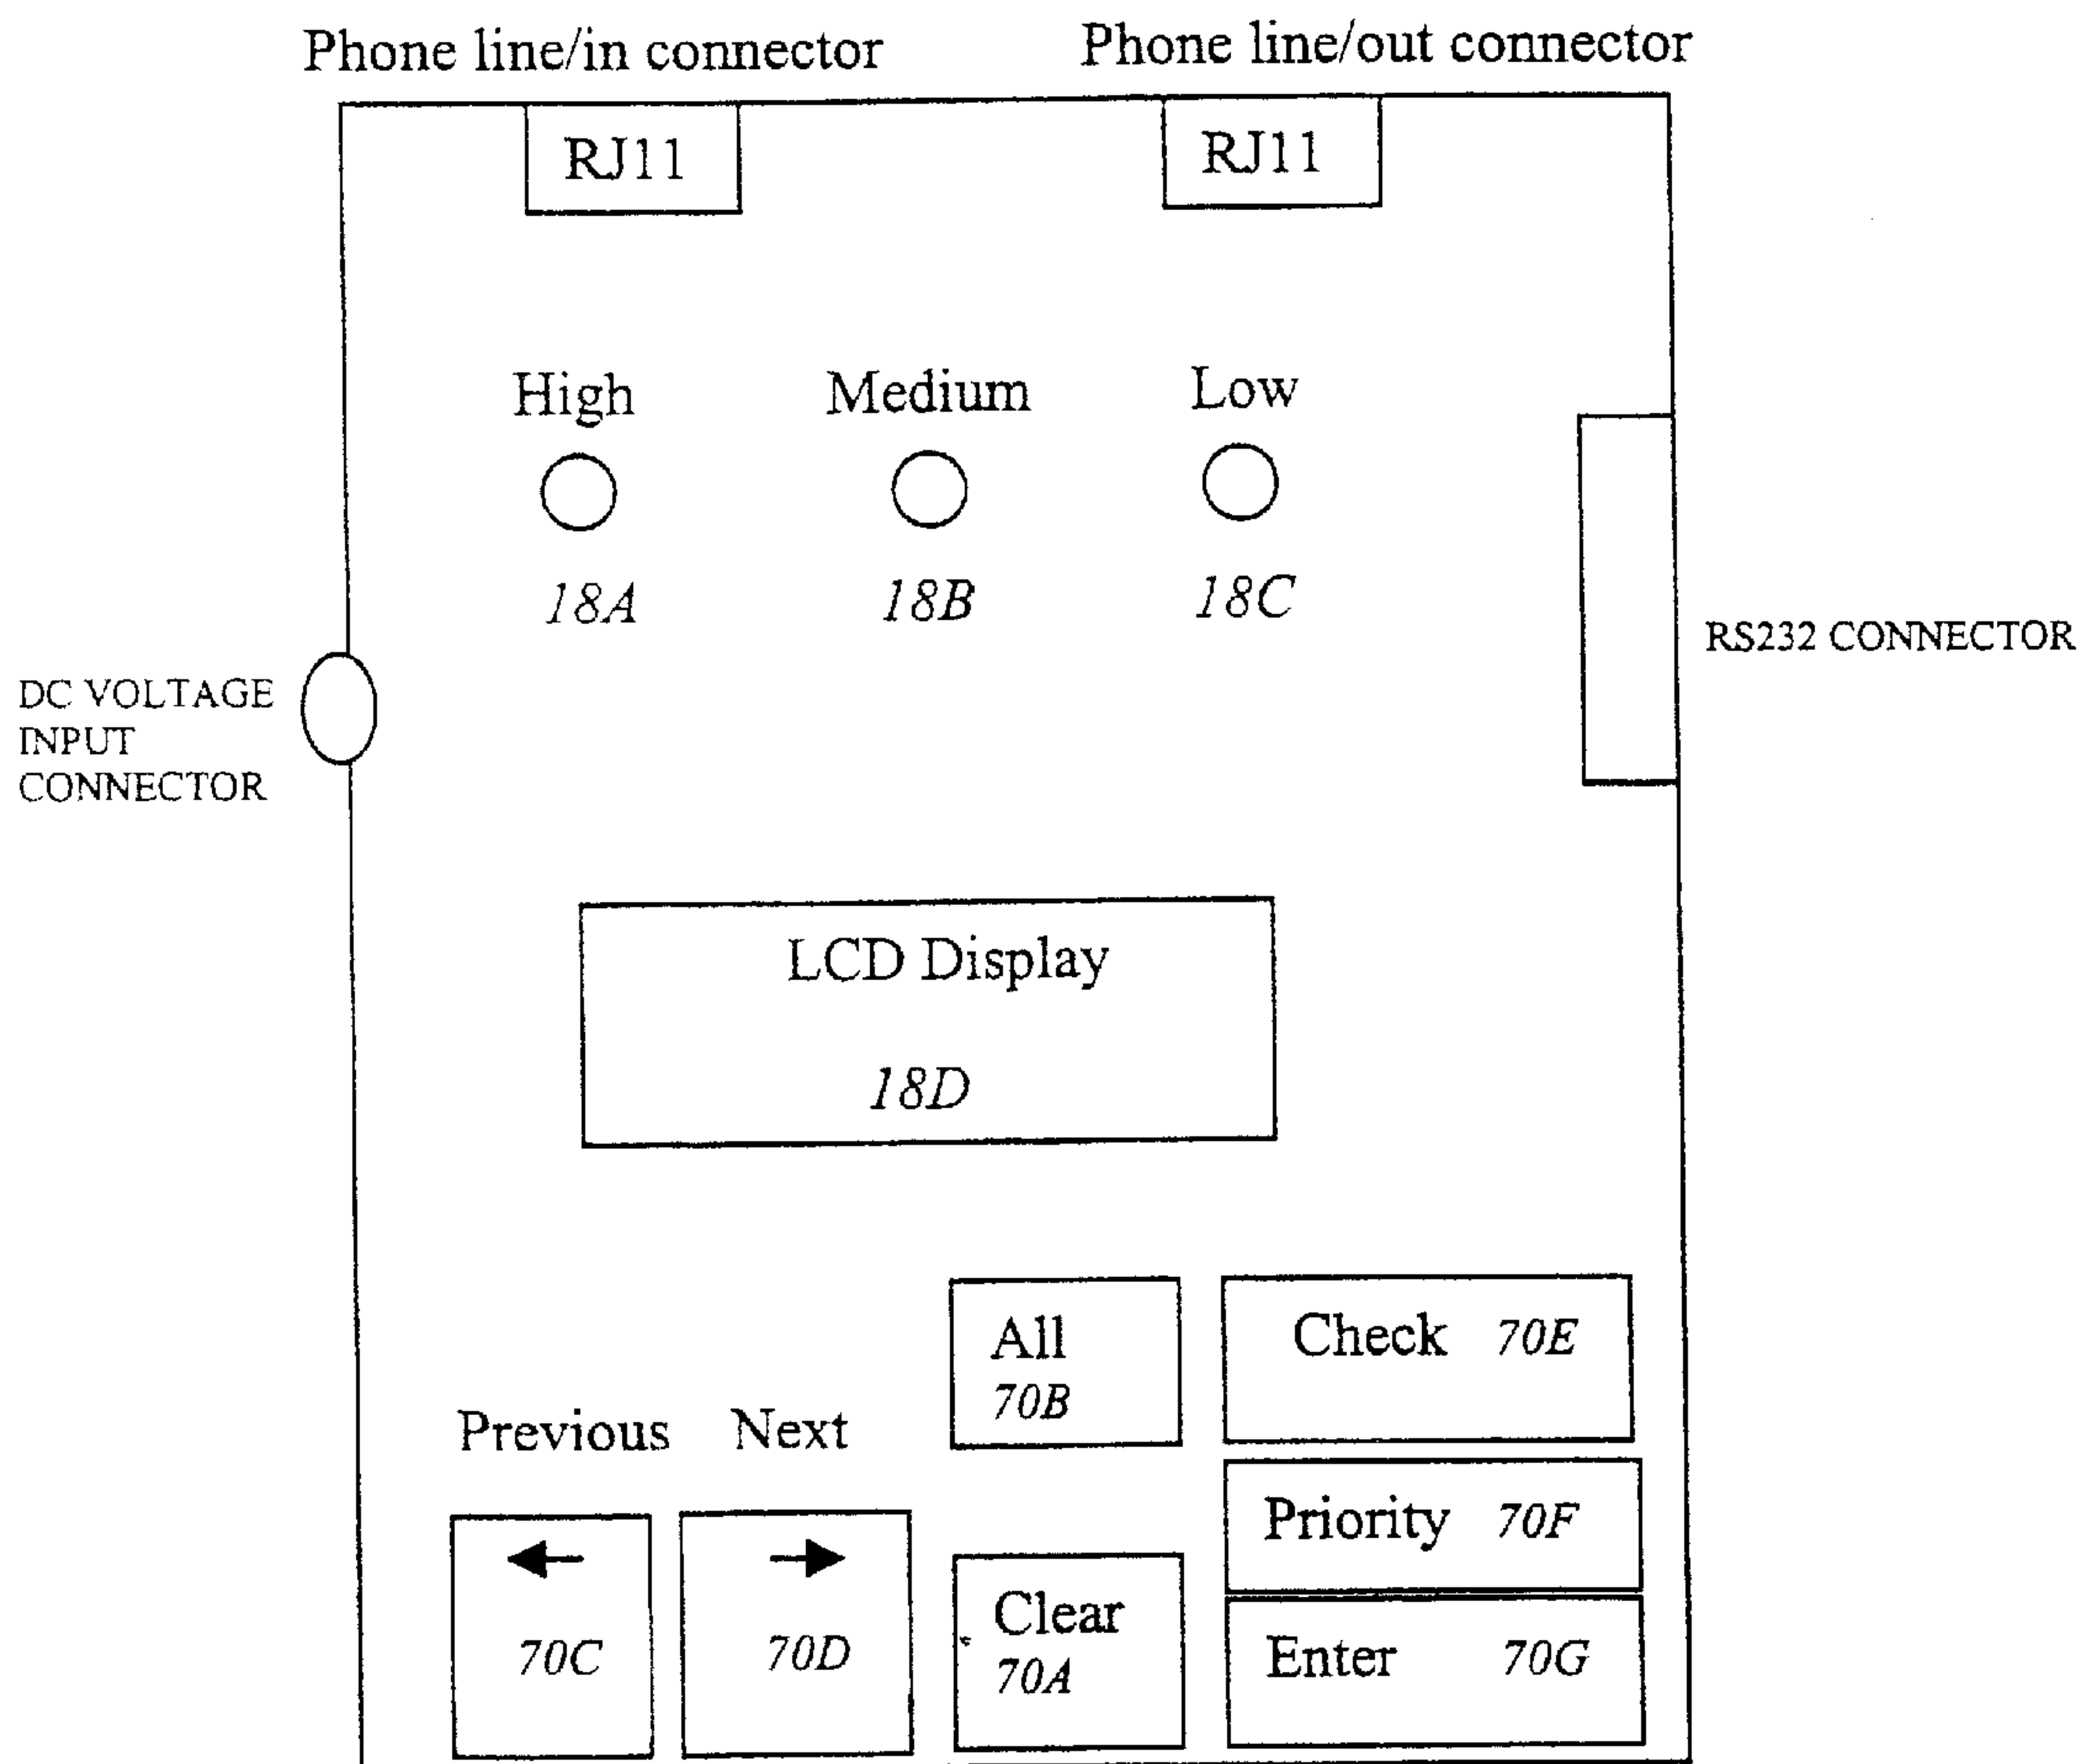 Phone line/in connector
Phone line/out connector
RJ11
RJ11
High
Medium
Low
18A
18B
18C
RS232 CONNECTOR
DC VOLTAGE
INPUT
CONNECTOR
LCD Display
18D
All
70B
Check 70E
Previous
Next
Priority 70F
70C
70D
Clear
70A
Enter 70G